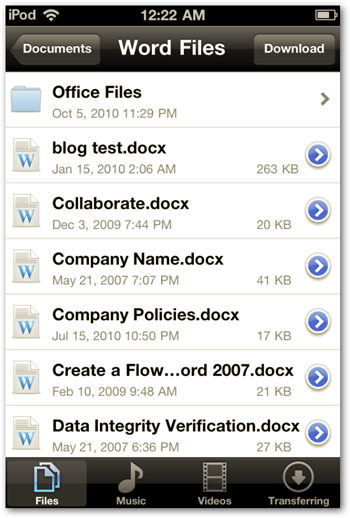 iPod 1:22 AM
Documents Word Files Download
Office Files
Oct 5, 2010 11:29 PM
blog test.docx
Jan 15, 2010 2:06 AM 263 KB
Collaborate.docx
Dec 3, 2009 7:44 PM 20 KB
Company Name.docx
May 21, 2007 7:07 PM 41 KB
Company Policies.docx
Jul 15, 2010 10:50 PM 17 KB
Create a Flow…ord 2007.docx
Feb 10, 2009 9:48 AM 21 KB
Data Integrity Verification.docx
May 21, 2007 6:36 PM 27 KB
Files Music Videos Transferring